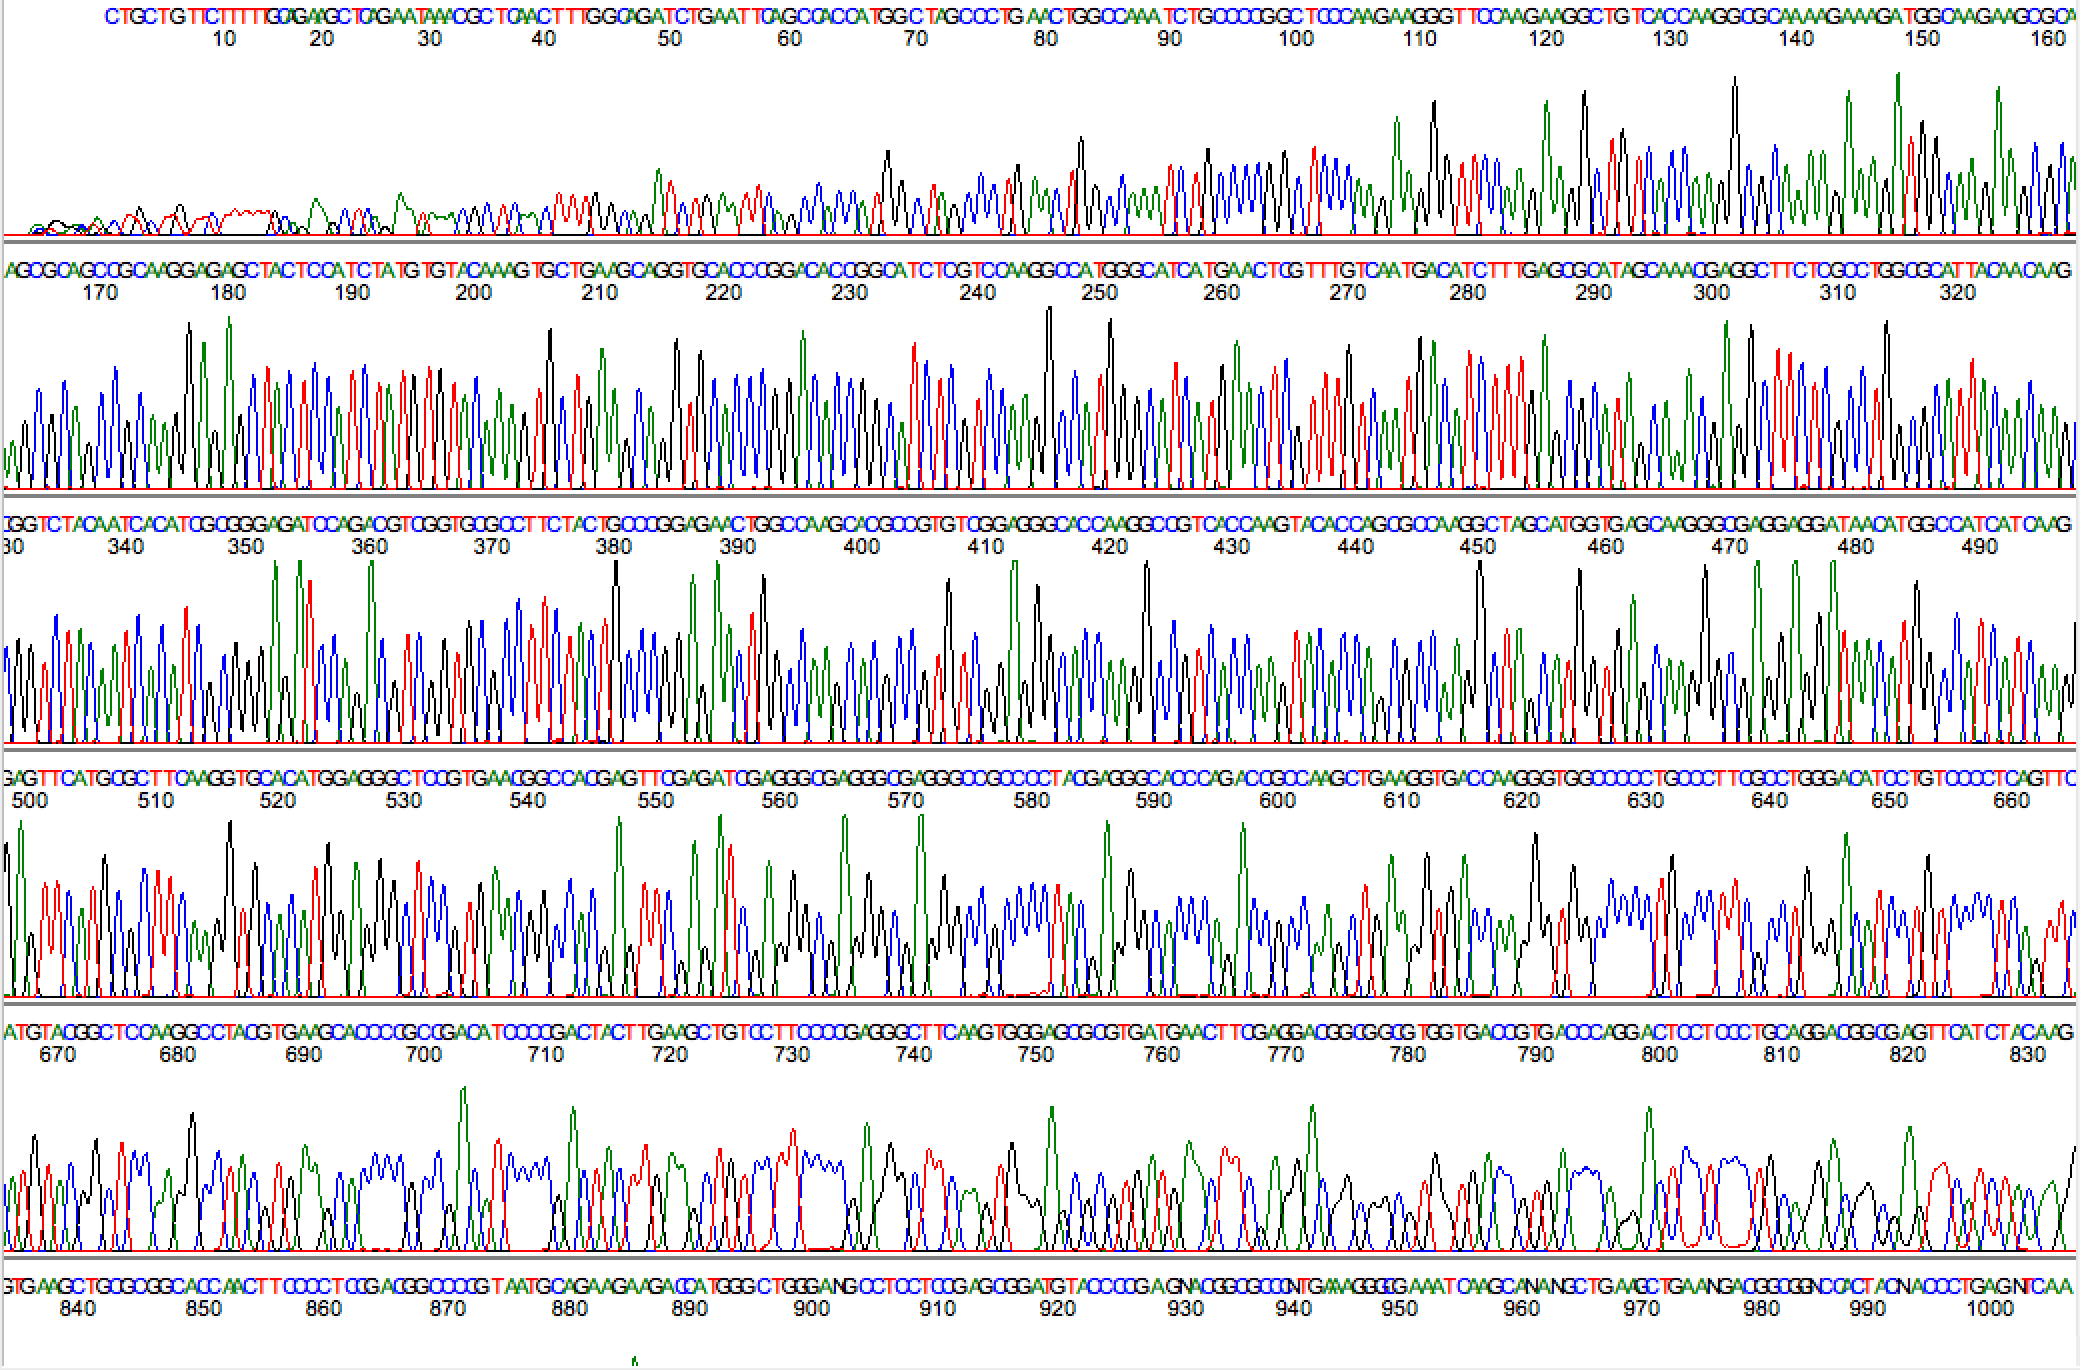 CTGCTGTTCTTTTTGCAGAAGCTCAGAATAAACGCTCAACTTTGGCAGATCTGAATTCAGCCACCATGGCTAGCCCTGAACTGGCCAAATCTGCCCCGGCTCCCAAGAAGGGTTCCAAGAAGGCTGTCACCAAGGCGCAAAAGAAAGATGGCAAGAAGCGCA
10 20 30 40 50 60 70 80 90 100 110 120 130 140 150 160
AGCGCAGCCGCAAGGAGAGCTACTCCATCTATGTGTACAAAGTGCTGAAGCAGGTGCACCCGGACACCGGCATCTCGTCCAAGGCCATGGGCATCATGAACTCGTTTGTCAATGACATCTTTGAGCGCATAGCAAACGAGGCTTCTCGCCTGGCGCATTACAACAAG
170 180 190 200 210 220 230 240 250 260 270 280 290 300 310 320
CGGTCTACAATCACATCGCGGGAGATCCAGACGTCGGTGCGCCTTCTACTGCCCGGAGAACTGGCCAAGCACGCCGTGTCGGAGGGCACCAAGGCCGTCACCAAGTACACCAGCGCCAAGGCTAGCATGGTGAGCAAGGGCGAGGAGGATAACATGGCCATCATCAAG
30 340 350 360 370 380 390 400 410 420 430 440 450 460 470 480 490
GAGTTCATGCGCTTCAAGGTGCACATGGAGGGCTCCGTGAACGGCCACGAGTTCGAGATCGAGGGCGAGGGCGAGGGCCGCCCCTACGAGGGCACCCAGACCGCCAAGCTGAAGGTGACCAAGGGTGGCCCCCTGCCCTTCGCCTGGGACATCCTGTCCCCTCAGTTC
500 510 520 530 540 550 560 570 580 590 600 610 620 630 640 650 660
ATGTACGGCTCCAAGGCCTACGTGAAGCACCCCGCCGACATCCCCGACTACTTGAAGCTGTCCTTCCCCGAGGGCTTCAAGTGGGAGCGCGTGATGAACTTCGAGGACGGCGGCGTGGTGACCGTGACCCAGGACTCCTCCCTGCAGGACGGCGAGTTCATCTACAAG
670 680 690 700 710 720 730 740 750 760 770 780 790 800 810 820 830
GTGAAGCTGCGCGGCACCAACTTCCCCTCCGACGGCCCCGTAATGCAGAAGAAGACCATGGGCTGGGANGCCTCCTCCGAGCGGATGTACCCCGAGNACGGCGCCCNTGAAAGGGCGAAATCAAGCANANGCTGAAGCTGAANGACGGCGGNCCACTACNACCCTGAGNTCAA
840 850 860 870 880 890 900 910 920 930 940 950 960 970 980 990 1000